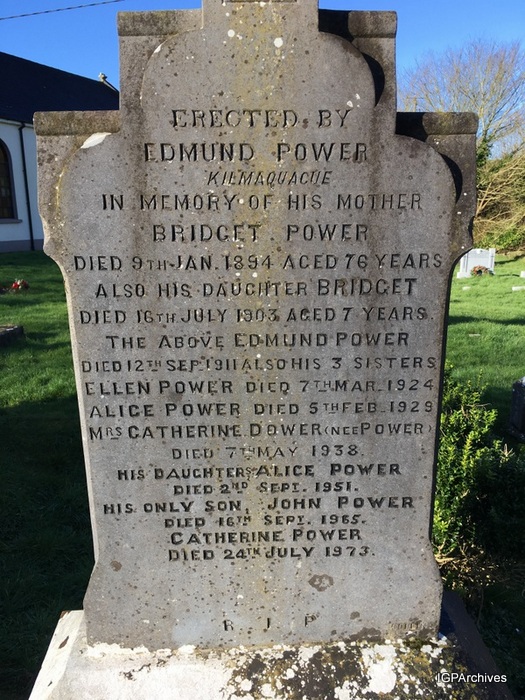 ERECTED BY
EDMUND POWER
KILMAQUAGUE
IN MEMORY OF HIS MOTHER
BRIDGET POWER
DIED 9TH JAN. 1894 AGED 76 YEARS
ALSO HIS DAUGHTER BRIDGET
DIED 16TH JULY 1903 AGED 7 YEARS.
THE ABOVE EDMUND POWER
DIED 12TH SEP. 1911 ALSO HIS 3 SISTERS
ELLEN POWER DIED 7TH MAR. 1924
ALICE POWER DIED 5TH FEB. 1929
MRS CATHERINE DOWER (NEE POWER)
DIED 7TH MAY 1938.
HIS DAUGHTERS ALICE POWER
DIED 2ND SEPT. 1951.
HIS ONLY SON, JOHN POWER
DIED 16TH SEPT. 1965.
CATHERINE POWER
DIED 24TH JULY 1973.
R I P
IGPArchives